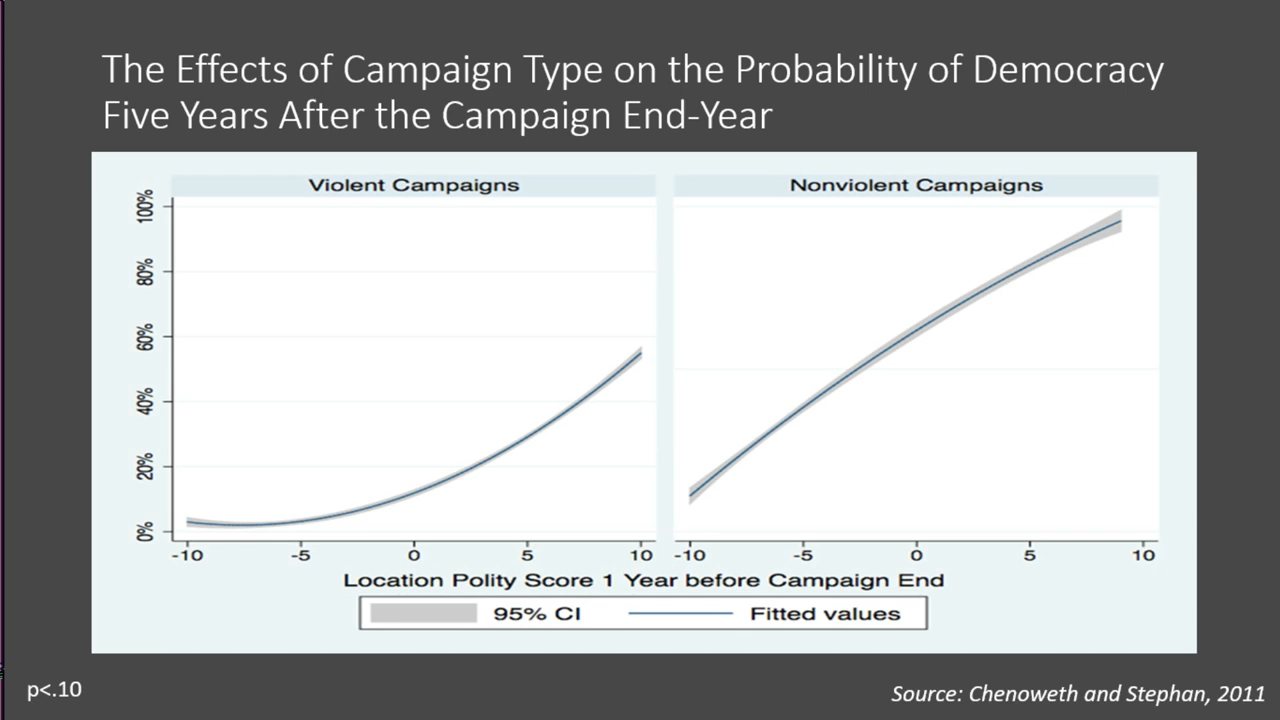 The Effects of Campaign Type on the Probability of Democracy
Five Years After the Campaign End-Year
Violent Campaigns
Nonviolent Campaigns
100%
80%
60%
40%
20%
0%
-10 -5 0 5 10
-10 -5 0 5 10
Location Polity Score 1 Year before Campaign End
95% CI Fitted values
p<.10
Source: Chenoweth and Stephan, 2011